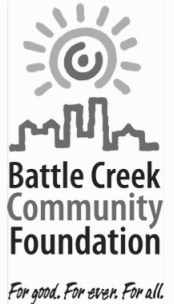 Battle Creek
Community
Foundation
For good. For ever. For all.